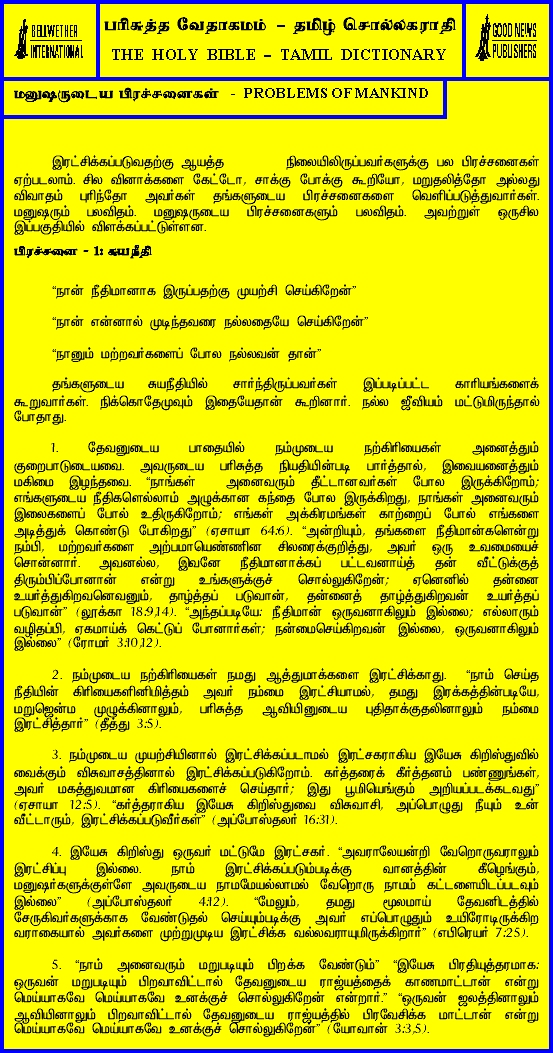 BELLWETHER
INTERNATIONAL
பரிசுத்த வேதாகமம் – தமிழ் சொல்லகராதி
THE HOLY BIBLE – TAMIL DICTIONARY
GOOD NEWS
PUBLISHERS
மனுஷருடைய பிரச்சனைகள் - PROBLEMS OF MANKIND
இரட்சிக்கப்படுவதற்கு ஆயத்த நிலையிலிருப்பவர்களுக்கு பல பிரச்சனைகள்
ஏற்படலாம். சில வினாக்களை கேட்டோ, சாக்கு போக்கு கூறியோ, மறுதலித்தோ அல்லது
விவாதம் புரிந்தோ அவர்கள் தங்களுடைய பிரச்சனைகளை வெளிப்படுத்துவார்கள்.
மனுஷரும் பலவிதம். மனுஷருடைய பிரச்சனைகளும் பலவிதம். அவற்றுள் ஒருசில
இப்பகுதியில் விளக்கப்பட்டுள்ளன.
பிரச்சனை - 1: சுயநீதி
“நான் நீதிமானாக இருப்பதற்கு முயற்சி செய்கிறேன்”
“நான் என்னால் முடிந்தவரை நல்லதையே செய்கிறேன்”
“நானும் மற்றவர்களைப் போல நல்லவன் தான்”
தங்களுடைய சுயநீதியில் சார்ந்திருப்பவர்கள் இப்படிப்பட்ட காரியங்களைக்
கூறுவார்கள். நிக்கொதேமுவும் இதையேதான் கூறினார். நல்ல ஜீவியம் மட்டுமிருந்தால்
போதாது.
1. தேவனுடைய பாதையில் நம்முடைய நற்கிரியைகள் அனைத்தும்
குறைபாடுடையவை. அவருடைய பரிசுத்த நியதியின்படி பார்த்தால், இவையனைத்தும்
மகிமை இழந்தவை. “நாங்கள் அனைவரும் தீட்டானவர்கள் போல இருக்கிறோம்;
எங்களுடைய நீதிகளெல்லாம் அழுக்கான கந்தை போல இருக்கிறது, நாங்கள் அனைவரும்
இலைகளைப் போல் உதிருகிறோம்; எங்கள் அக்கிரமங்கள் காற்றைப் போல் எங்களை
அடித்துக் கொண்டு போகிறது” (ஏசாயா 64:6). “அன்றியும், தங்களை நீதிமான்களென்று
நம்பி, மற்றவர்களை அற்பமாயெண்ணின சிலரைக்குறித்து, அவர் ஒரு உவமையைச்
சொன்னார். அவனல்ல, இவனே நீதிமானாக்கப் பட்டவனாய்த் தன் வீட்டுக்குத்
திரும்பிப்போனான் என்று உங்களுக்குச் சொல்லுகிறேன்; ஏனெனில் தன்னை
உயர்த்துகிறவனெவனும், தாழ்த்தப் படுவான், தன்னைத் தாழ்த்துகிறவன் உயர்த்தப்
படுவான்” (லூக்கா 18:9,14). “அந்தப்படியே: நீதிமான் ஒருவனாகிலும் இல்லை; எல்லாரும்
வழிதப்பி, ஏகமாய்க் கெட்டுப் போனார்கள்; நன்மைசெய்கிறவன் இல்லை, ஒருவனாகிலும்
இல்லை” (ரோமர் 3:10,12).
2. நம்முடைய நற்கிரியைகள் நமது ஆத்துமாக்களை இரட்சிக்காது. “நாம் செய்த
நீதியின் கிரியைகளினிமித்தம் அவர் நம்மை இரட்சியாமல், தமது இரக்கத்தின்படியே,
மறுஜென்ம முழுக்கினாலும், பரிசுத்த ஆவியினுடைய புதிதாக்குதலினாலும் நம்மை
இரட்சித்தார்” (தீத்து 3:5).
3. நம்முடைய முயற்சியினால் இரட்சிக்கப்படாமல் இரட்சகராகிய இயேசு கிறிஸ்துவில்
வைக்கும் விசுவாசத்தினால் இரட்சிக்கப்படுகிறோம். கர்த்தரைக் கீர்த்தனம் பண்ணுங்கள்,
அவர் மகத்துவமான கிரியைகளைச் செய்தார்; இது பூமியெங்கும் அறியப்படக்கடவது”
(ஏசாயா 12:5). “கர்த்தராகிய இயேசு கிறிஸ்துவை விசுவாசி, அப்பொழுது நீயும் உன்
வீட்டாரும், இரட்சிக்கப்படுவீர்கள்” (அப்போஸ்தலர் 16:31).
4. இயேசு கிறிஸ்து ஒருவர் மட்டுமே இரட்சகர். “அவராலேயன்றி வேறொருவராலும்
இரட்சிப்பு இல்லை. நாம் இரட்சிக்கப்படும்படிக்கு வானத்தின் கீழெங்கும்,
மனுஷர்களுக்குள்ளே அவருடைய நாமமேயல்லாமல் வேறொரு நாமம் கட்டளையிடப்படவும்
இல்லை” (அப்போஸ்தலர் 4:12). “மேலும், தமது மூலமாய் தேவனிடத்தில்
சேருகிவர்களுக்காக வேண்டுதல் செய்யும்படிக்கு அவர் எப்பொழுதும் உயிரோடிருக்கிற
வராகையால் அவர்களை முற்றுமுடிய இரட்சிக்க வல்லவராயுமிருக்கிறார்” (எபிரெயர் 7:25).
5. “நாம் அனைவரும் மறுபடியும் பிறக்க வேண்டும்” “இயேசு பிரதியுத்தரமாக:
ஒருவன் மறுபடியும் பிறவாவிட்டால் தேவனுடைய ராஜ்யத்தைக் காணமாட்டான் என்று
மெய்யாகவே மெய்யாகவே உனக்குச் சொல்லுகிறேன் என்றார்.” “ஒருவன் ஜலத்தினாலும்
ஆவியினாலும் பிறவாவிட்டால் தேவனுடைய ராஜ்யத்தில் பிரவேசிக்க மாட்டான் என்று
மெய்யாகவே மெய்யாகவே உனக்குச் சொல்லுகிறேன்” (யோவான் 3:3,5).